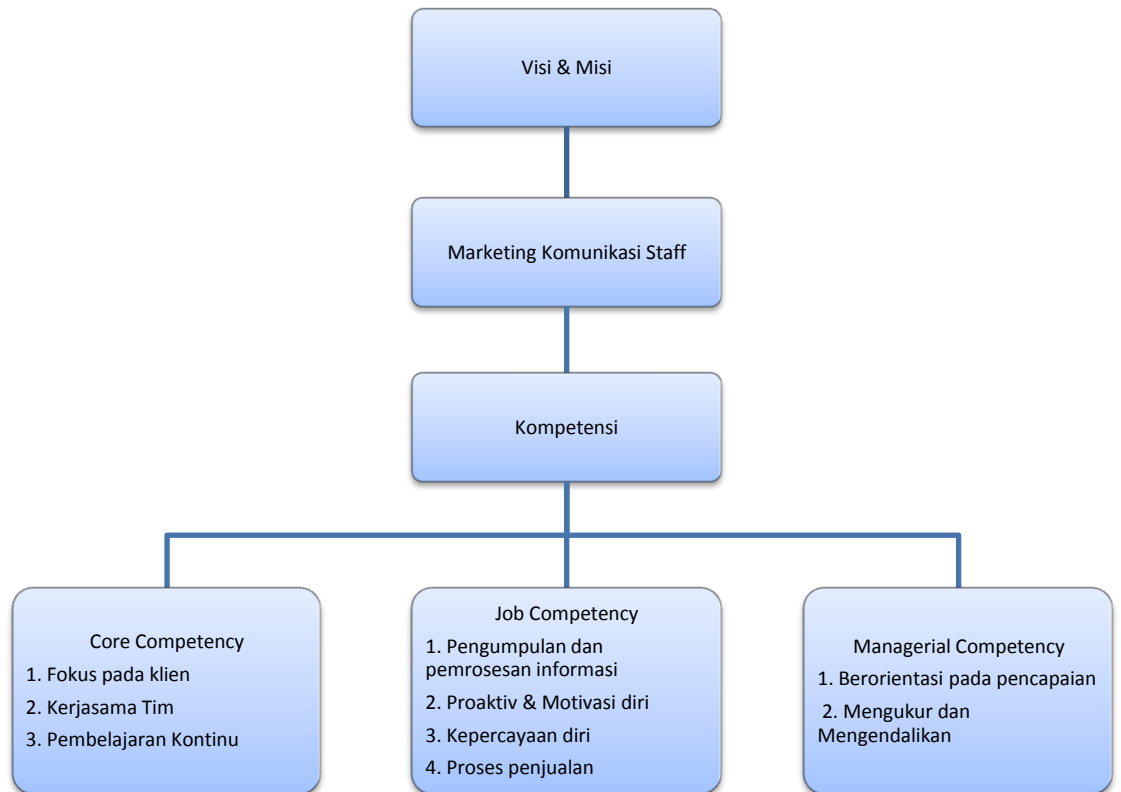 Visi & Misi
Marketing Komunikasi Staff
Kompetensi
Core Competency
1. Fokus pada klien
2. Kerjasama Tim
3. Pembelajaran Kontinu
Job Competency
1. Pengumpulan dan
pemrosesan informasi
2. Proaktiv & Motivasi diri
3. Kepercayaan diri
4. Proses penjualan
Managerial Competency
1. Berorientasi pada pencapaian
2. Mengukur dan
Mengendalikan